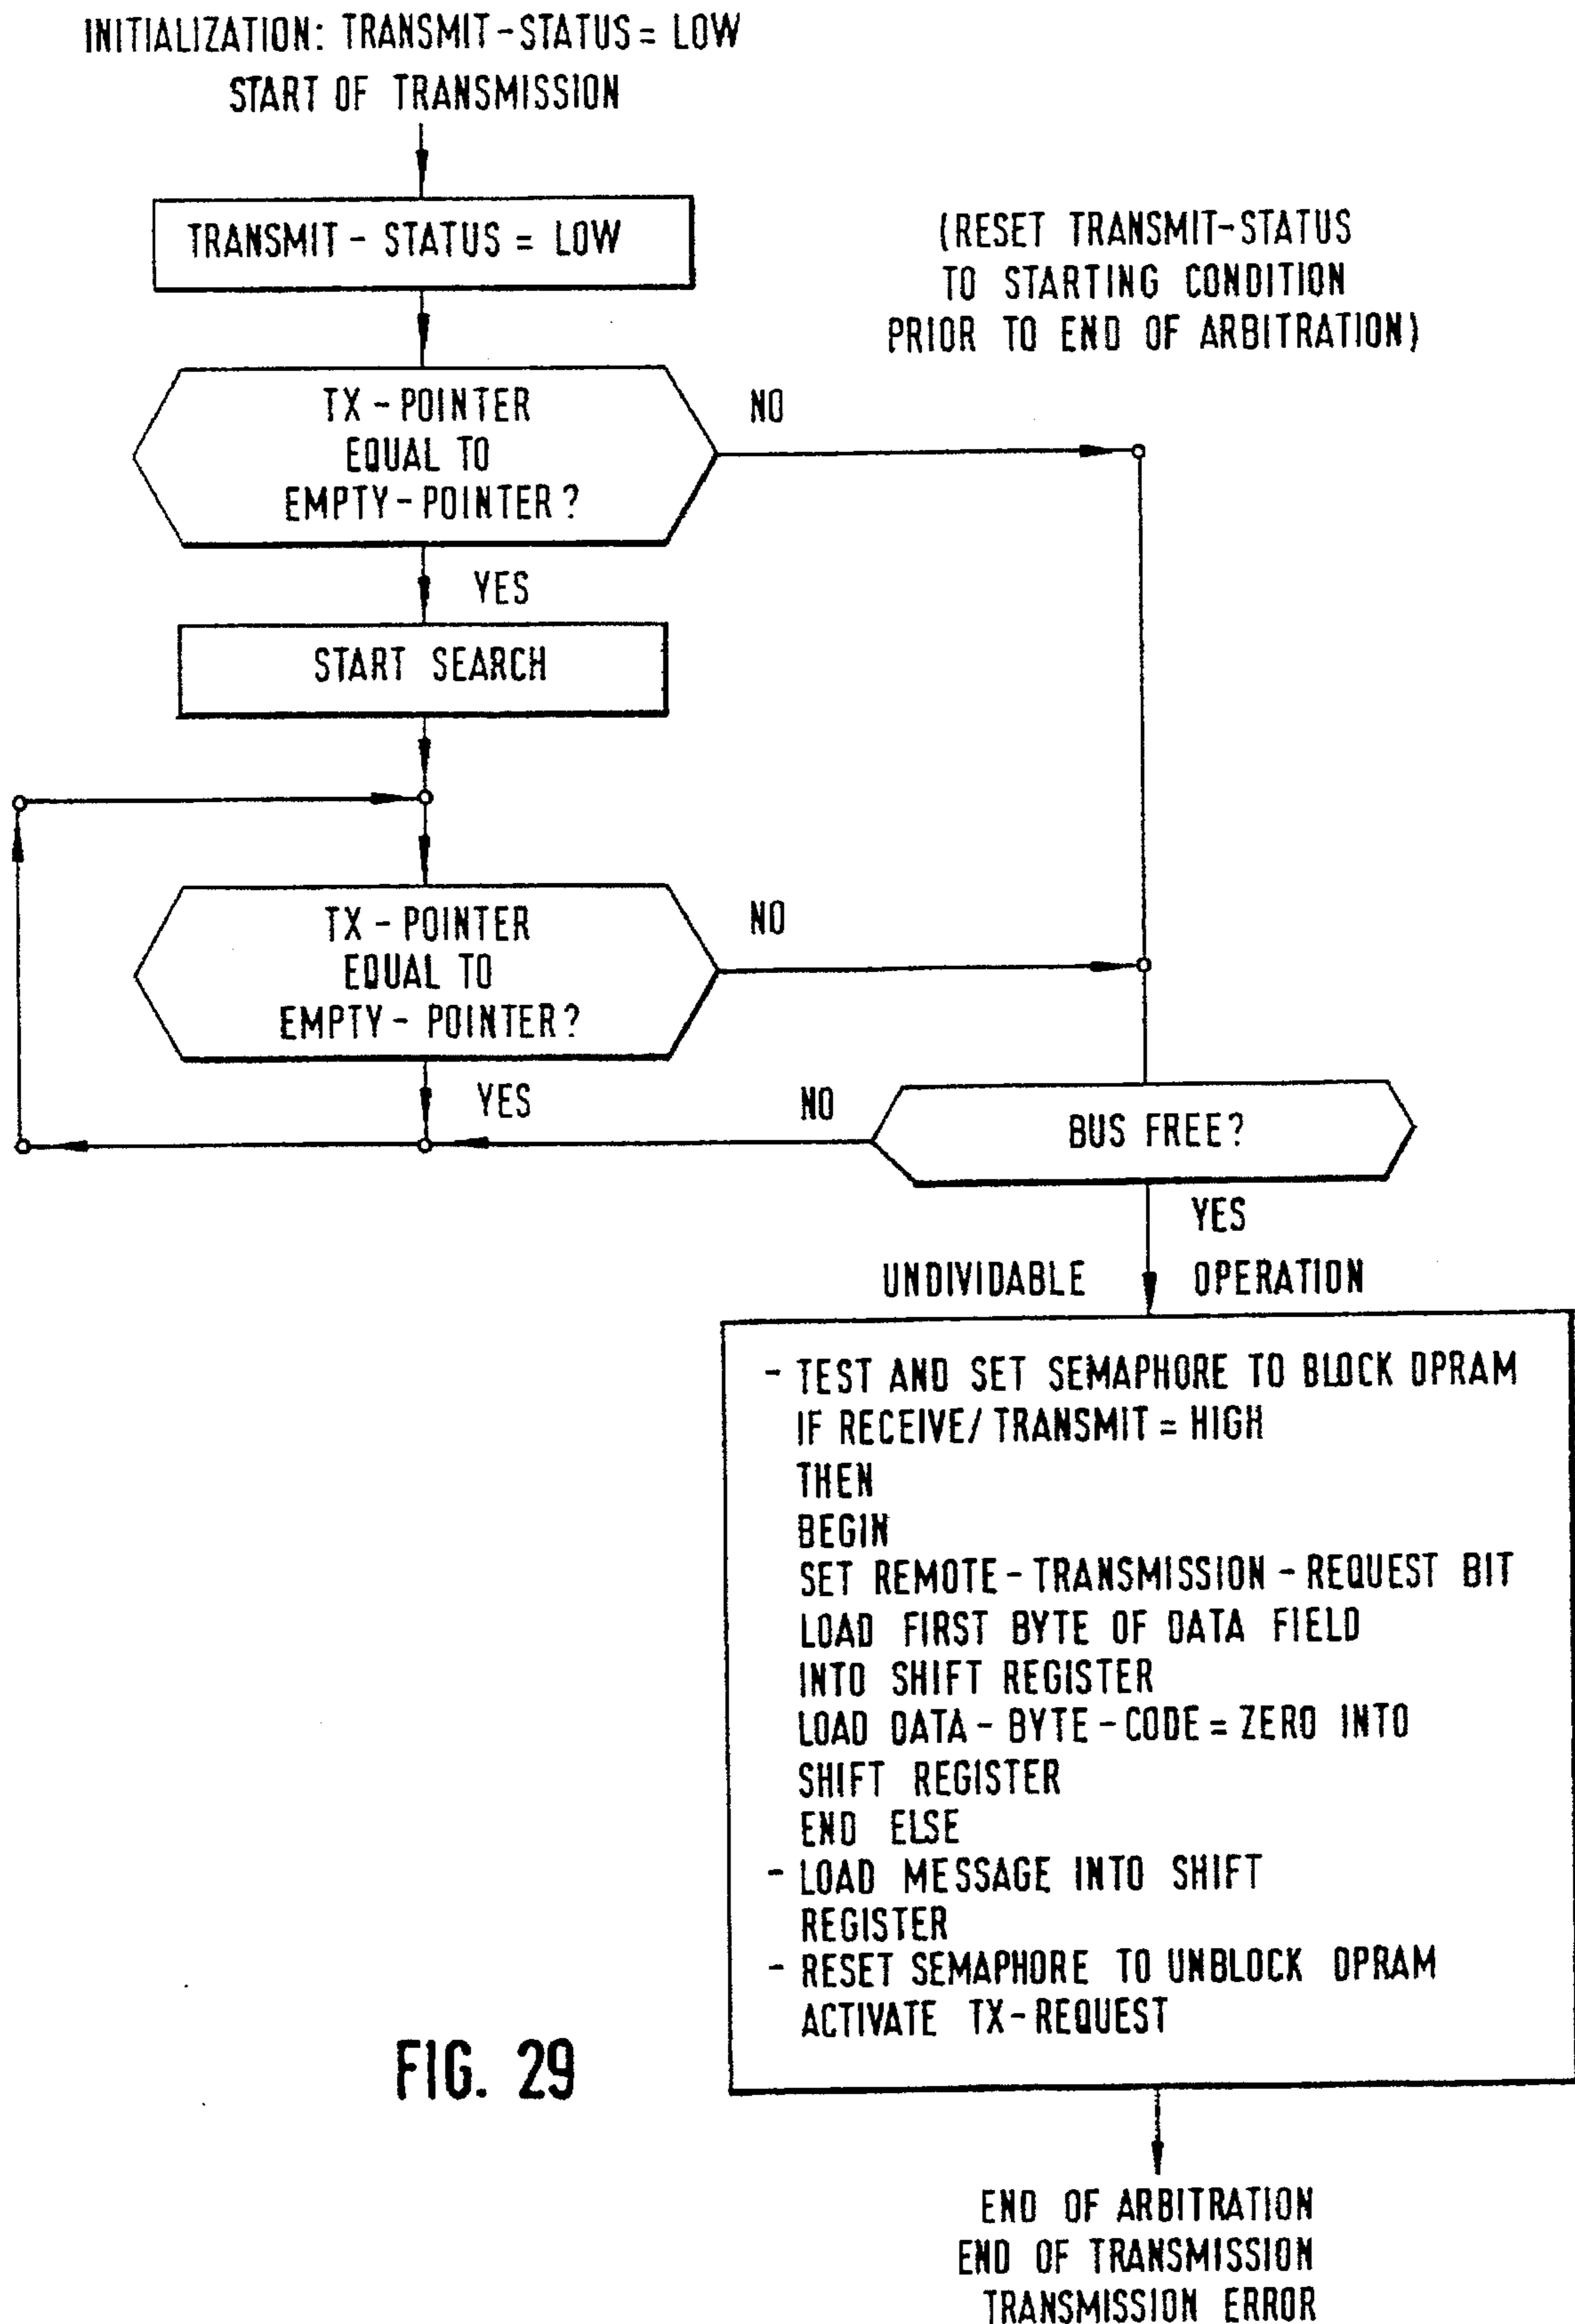 INITIALIZATION: TRANSMIT-STATUS = LOW
START OF TRANSMISSION
TRANSMIT - STATUS = LOW
(RESET TRANSMIT-STATUS
TO STARTING CONDITION
PRIOR TO END OF ARBITRATION)
TX - POINTER
EQUAL TO
EMPTY - POINTER?
NO
YES
START SEARCH
TX - POINTER
EQUAL TO
EMPTY - POINTER?
NO
YES
NO
BUS FREE?
YES
UNDIVIDABLE OPERATION
- TEST AND SET SEMAPHORE TO BLOCK DPRAM
IF RECEIVE/ TRANSMIT = HIGH
THEN
BEGIN
SET REMOTE - TRANSMISSION - REQUEST BIT
LOAD FIRST BYTE OF DATA FIELD
INTO SHIFT REGISTER
LOAD DATA - BYTE - CODE = ZERO INTO
SHIFT REGISTER
END ELSE
- LOAD MESSAGE INTO SHIFT
REGISTER
- RESET SEMAPHORE TO UNBLOCK DPRAM
ACTIVATE TX - REQUEST
FIG. 29
END OF ARBITRATION
END OF TRANSMISSION
TRANSMISSION ERROR